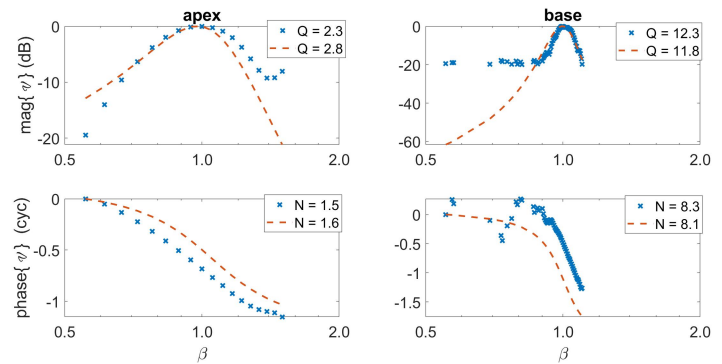 apex
base
mag{𝒱} (dB)
0
-10
-20
Q = 2.3
Q = 2.8
0.5
1.0
2.0
0
-20
-40
-60
Q = 12.3
Q = 11.8
0.5
1.0
2.0
phase{𝒱} (cyc)
0
-0.5
-1
N = 1.5
N = 1.6
0.5
1.0
2.0
β
0
-0.5
-1
-1.5
N = 8.3
N = 8.1
0.5
1.0
2.0
β